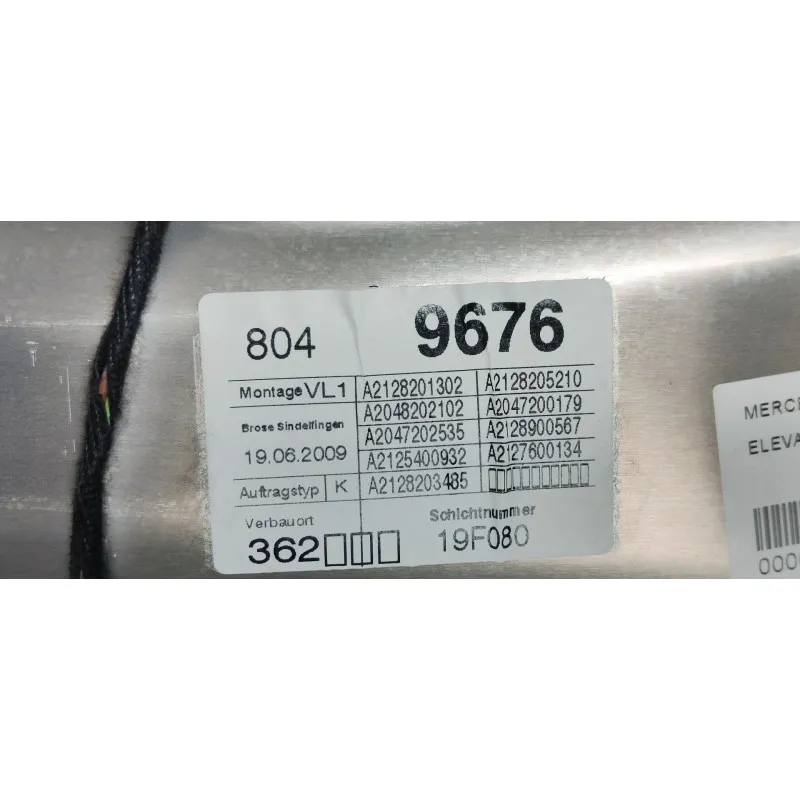 804 9676
Montage VL1 A2128201302 A2128205210
A2048202102 A2047200179
Brose Sindelfingen A2047202535 A2128900567
19.06.2009 A2125400932 A2127600134
Auftragstyp K A2128203485
Verbauort Schichtnummer
362 19F080
MERCE
ELEVA
000